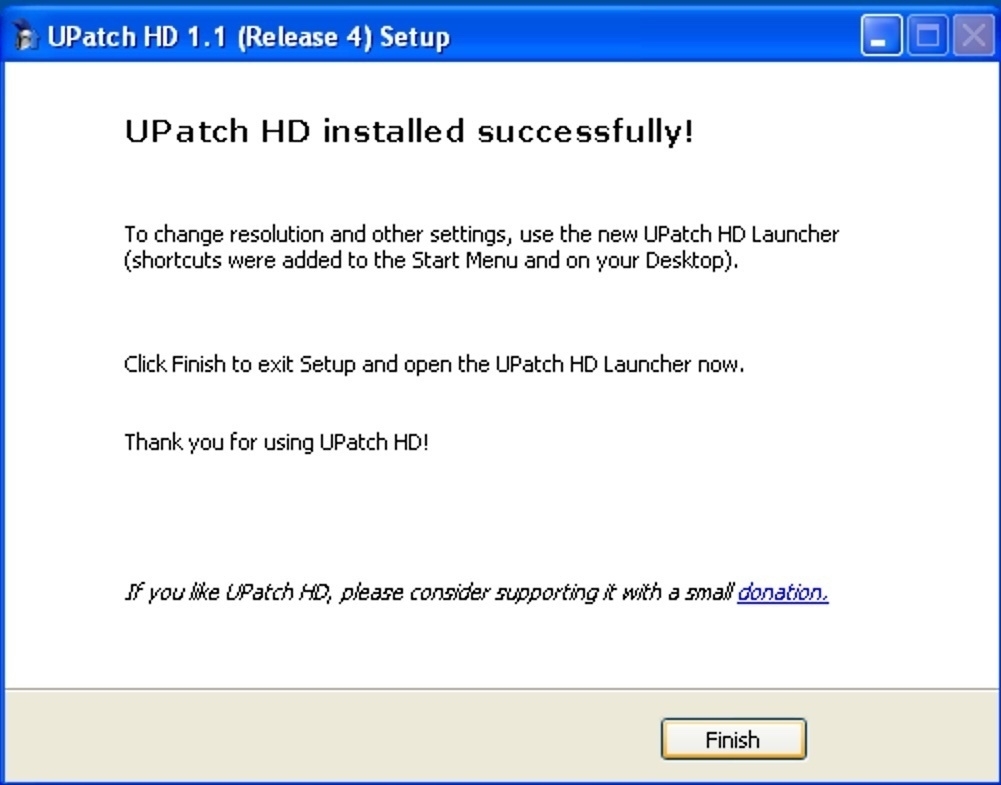 UPatch HD 1.1 (Release 4) Setup
UPatch HD installed successfully!
To change resolution and other settings, use the new UPatch HD Launcher
(shortcuts were added to the Start Menu and on your Desktop).
Click Finish to exit Setup and open the UPatch HD Launcher now.
Thank you for using UPatch HD!
If you like UPatch HD, please consider supporting it with a small donation.
Finish